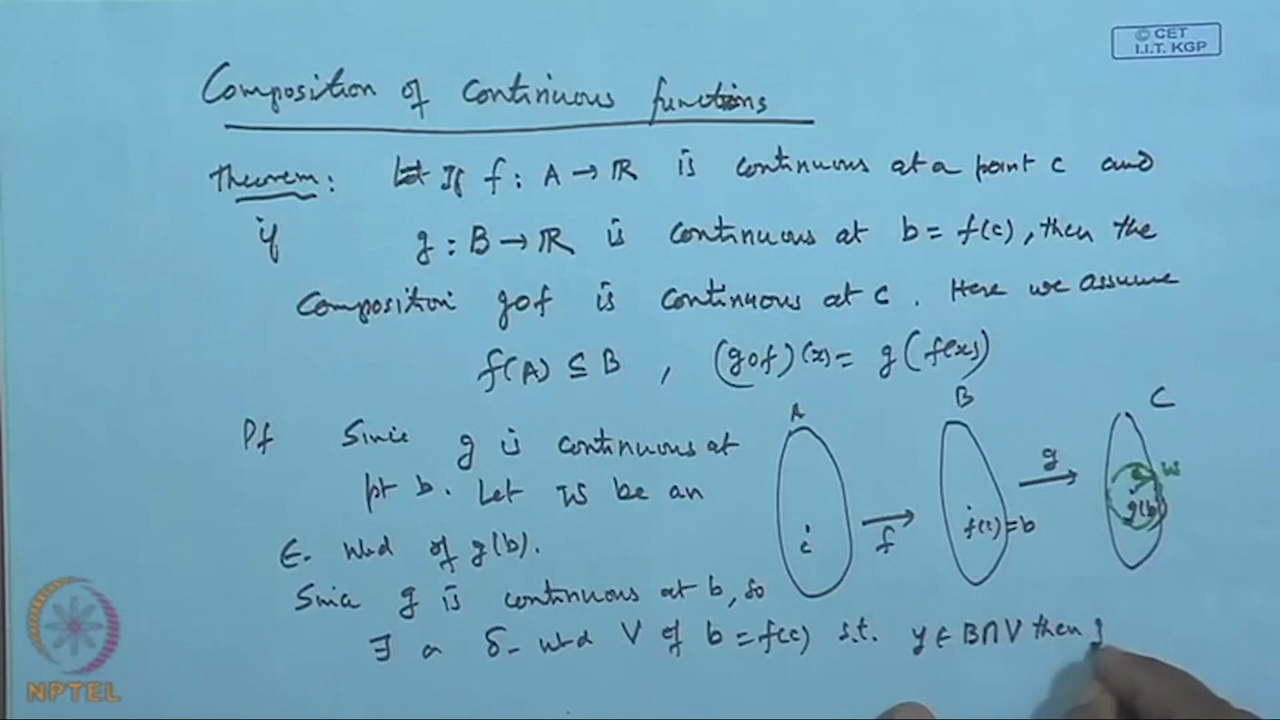 © CET
I.I.T. KGP
Composition of continuous functions
Theorem: If f : A → ℝ is continuous at a point c and
if g : B → ℝ is continuous at b = f(c), then the
Composition gof is continuous at c. Here we assume
f(A) ⊆ B , (gof)(x) = g(f(x))
A B C
Pf Since g is continuous at
pt b. Let W be an
ϵ. nbd of g(b).
c f f(c)=b g g(b) W
Since g is continuous at b, so
∃ a δ- nbd V of b = f(c) s.t. y ∈ B∩V then
NPTEL